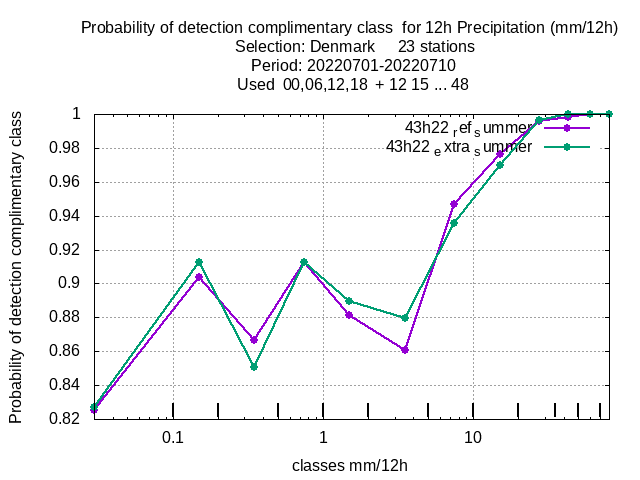 Probability of detection complimentary class  for 12h Precipitation (mm/12h)
Selection: Denmark     23 stations
Period: 20220701-20220710
Used  00,06,12,18  + 12 15 ... 48
Probability of detection complimentary class
1
0.98
0.96
0.94
0.92
0.9
0.88
0.86
0.84
0.82
43h22 ref summer
43h22 extra summer
0.1
1
10
classes mm/12h